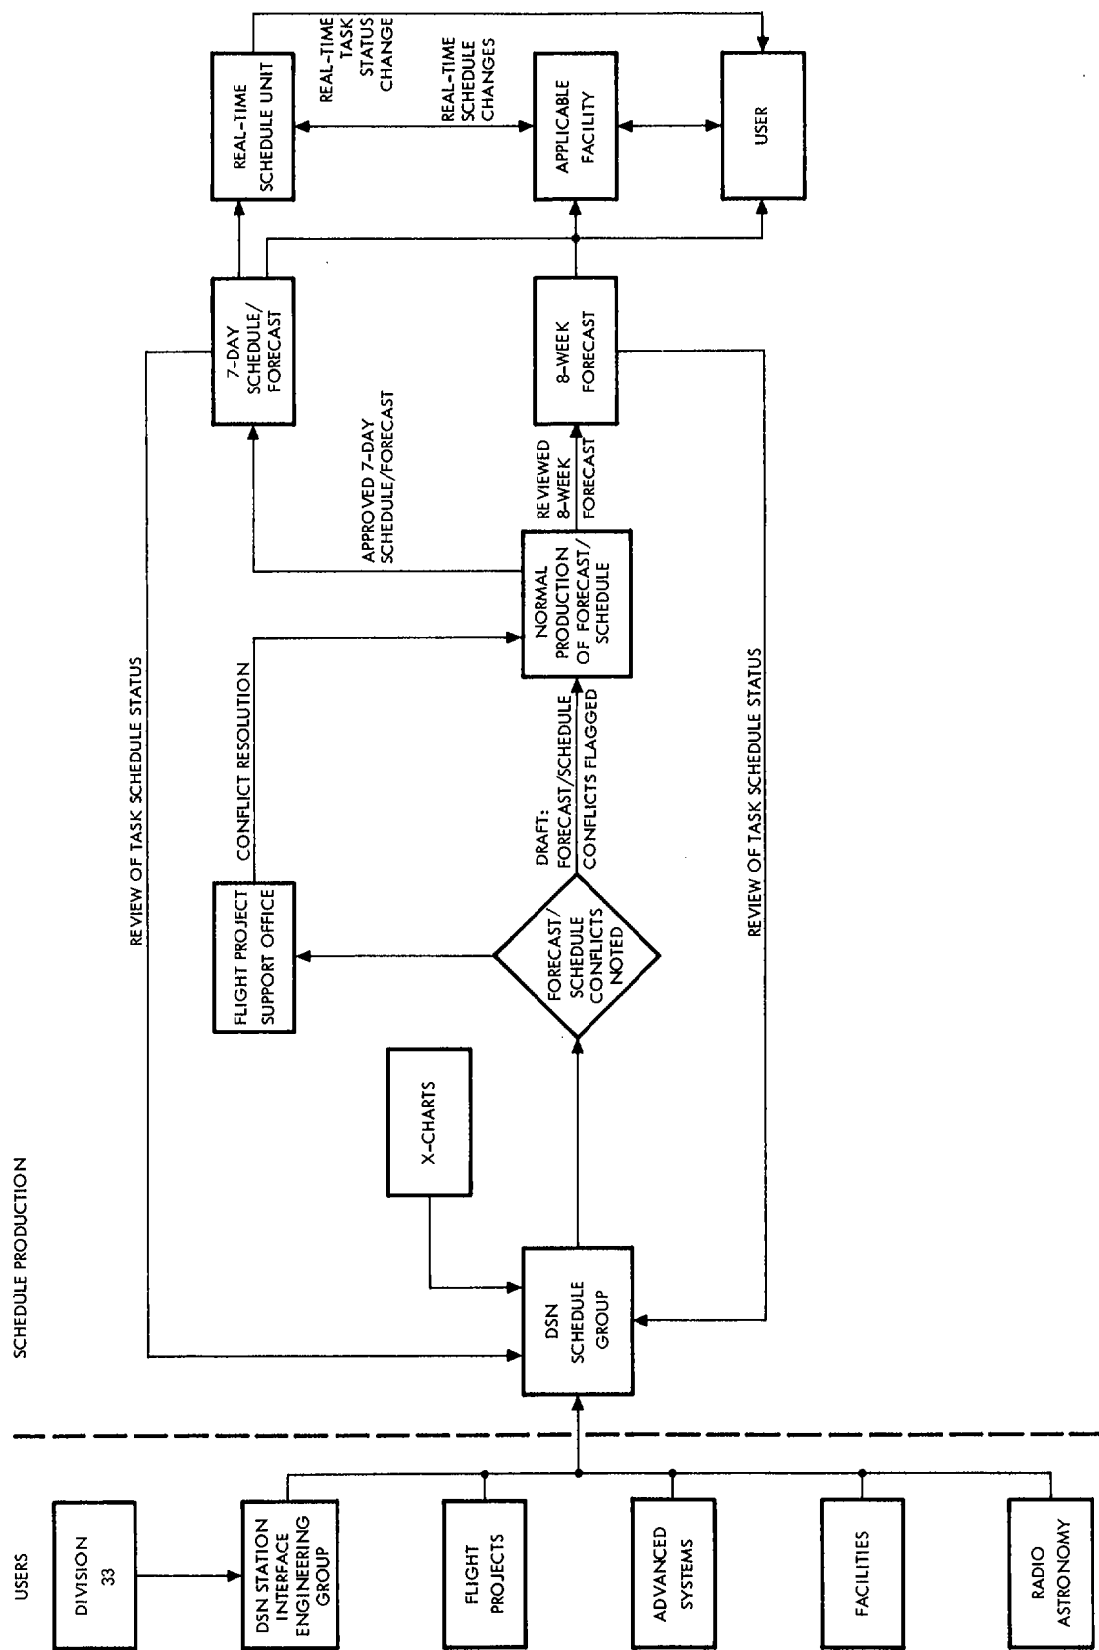 USERS
SCHEDULE PRODUCTION
DIVISION
33
DSN STATION
INTERFACE
ENGINEERING
GROUP
FLIGHT
PROJECTS
ADVANCED
SYSTEMS
FACILITIES
RADIO
ASTRONOMY
DSN
SCHEDULE
GROUP
X-CHARTS
FORECAST/
SCHEDULE
CONFLICTS
NOTED
FLIGHT PROJECT
SUPPORT OFFICE
CONFLICT RESOLUTION
DRAFT:
FORECAST/SCHEDULE
CONFLICTS FLAGGED
NORMAL
PRODUCTION
OF FORECAST/
SCHEDULE
REVIEW OF TASK SCHEDULE STATUS
REVIEW OF TASK SCHEDULE STATUS
APPROVED 7-DAY
SCHEDULE/FORECAST
REVIEWED
8-WEEK
FORECAST
7-DAY
SCHEDULE/
FORECAST
8-WEEK
FORECAST
REAL-TIME
SCHEDULE UNIT
REAL-TIME
TASK
STATUS
CHANGE
REAL-TIME
SCHEDULE
CHANGES
APPLICABLE
FACILITY
USER